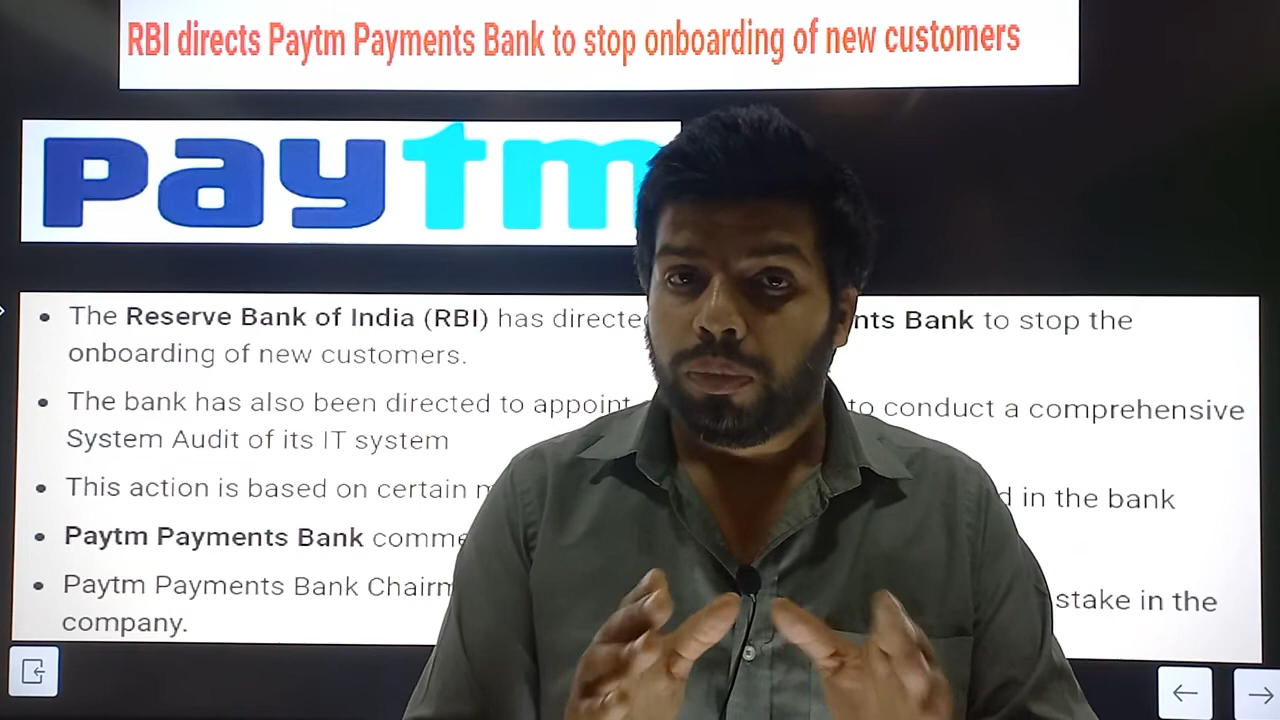 RBI directs Paytm Payments Bank to stop onboarding of new customers
paytm
The Reserve Bank of India (RBI) has nts Bank to stop the
onboarding of new customers.
The bank has also been directed to appoint to conduct a comprehensive
System Audit of its IT system
This action is based on certain in the bank
Paytm Payments Bank
Paytm Payments Bank stake in the
company.